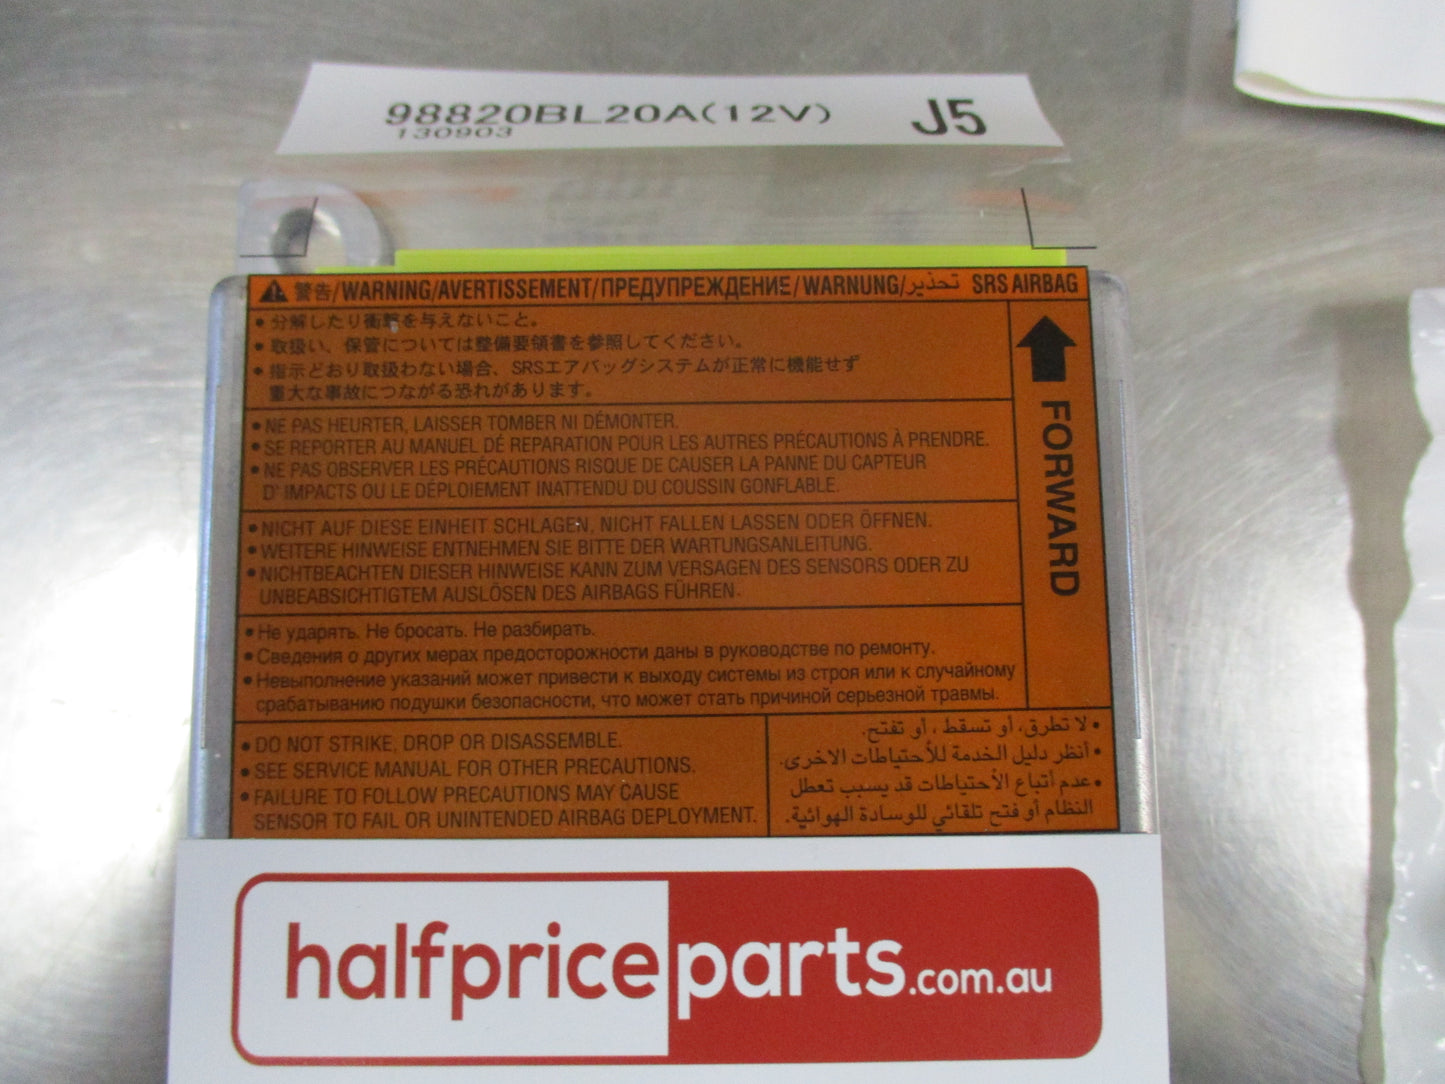 98820BL20A(12V) J5
130903
警告/WARNING/AVERTISSEMENT/ПРЕДУПРЕЖДЕНИЕ/WARNUNG/تحذير SRS AIRBAG
• 分解したり衝撃を与えないこと。
• 取扱い、保管については整備要領書を参照してください。
• 指示どおり取扱わない場合、SRSエアバッグシステムが正常に機能せず
重大な事故につながる恐れがあります。
FORWARD
• NE PAS HEURTER, LAISSER TOMBER NI DÉMONTER.
• SE REPORTER AU MANUEL DÉ REPARATION POUR LES AUTRES PRÉCAUTIONS À PRENDRE.
• NE PAS OBSERVER LES PRÉCAUTIONS RISQUE DE CAUSER LA PANNE DU CAPTEUR
D' IMPACTS OU LE DÉPLOIEMENT INATTENDU DU COUSSIN GONFLABLE.
• NICHT AUF DIESE EINHEIT SCHLAGEN, NICHT FALLEN LASSEN ODER ÖFFNEN.
• WEITERE HINWEISE ENTNEHMEN SIE BITTE DER WARTUNGSANLEITUNG.
• NICHTBEACHTEN DIESER HINWEISE KANN ZUM VERSAGEN DES SENSORS ODER ZU
UNBEABSICHTIGTEM AUSLÖSEN DES AIRBAGS FÜHREN.
• Не ударять. Не бросать. Не разбирать.
• Сведения о других мерах предосторожности даны в руководстве по ремонту.
• Невыполнение указаний может привести к выходу системы из строя или к случайному
срабатыванию подушки безопасности, что может стать причиной серьезной травмы.
• DO NOT STRIKE, DROP OR DISASSEMBLE.
• SEE SERVICE MANUAL FOR OTHER PRECAUTIONS.
• FAILURE TO FOLLOW PRECAUTIONS MAY CAUSE
SENSOR TO FAIL OR UNINTENDED AIRBAG DEPLOYMENT.
• لا تطرق، أو تسقط ، أو تفتح.
• أنظر دليل الخدمة للأحتياطات الاخرى.
• عدم أتباع الأحتياطات قد يسبب تعطل
النظام أو فتح تلقائي للوسادة الهوائية.
halfpriceparts.com.au